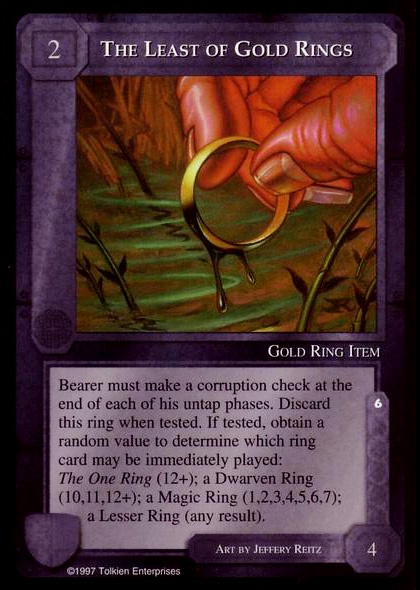 2
The Least of Gold Rings
Gold Ring Item
Bearer must make a corruption check at the
end of each of his untap phases. Discard
this ring when tested. If tested, obtain a
random value to determine which ring
card may be immediately played:
The One Ring (12+); a Dwarven Ring
(10,11,12+); a Magic Ring (1,2,3,4,5,6,7);
a Lesser Ring (any result).
6
Art by Jeffery Reitz
4
©1997 Tolkien Enterprises